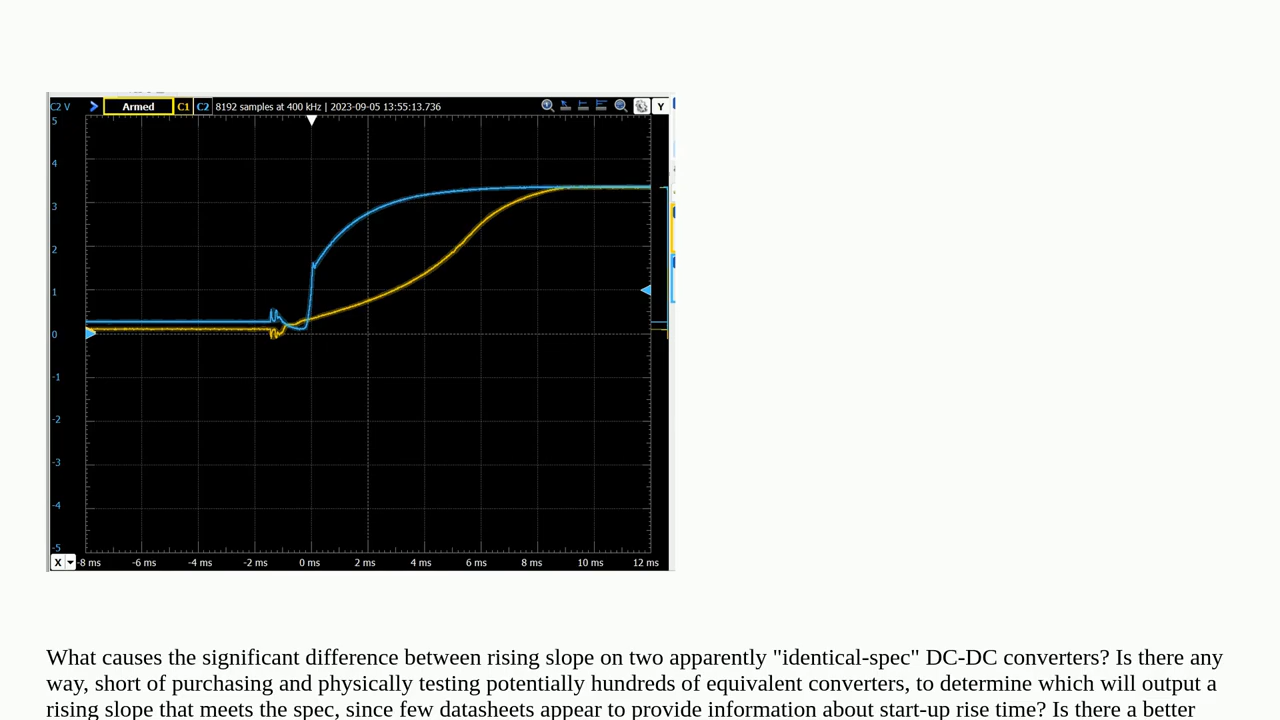 C2 V Armed C1 C2 8192 samples at 400 kHz | 2023-09-05 13:55:13.736 Y
5
4
3
2
1
0
-1
-2
-3
-4
-5
X -8 ms -6 ms -4 ms -2 ms 0 ms 2 ms 4 ms 6 ms 8 ms 10 ms 12 ms
What causes the significant difference between rising slope on two apparently "identical-spec" DC-DC converters? Is there any
way, short of purchasing and physically testing potentially hundreds of equivalent converters, to determine which will output a
rising slope that meets the spec, since few datasheets appear to provide information about start-up rise time? Is there a better